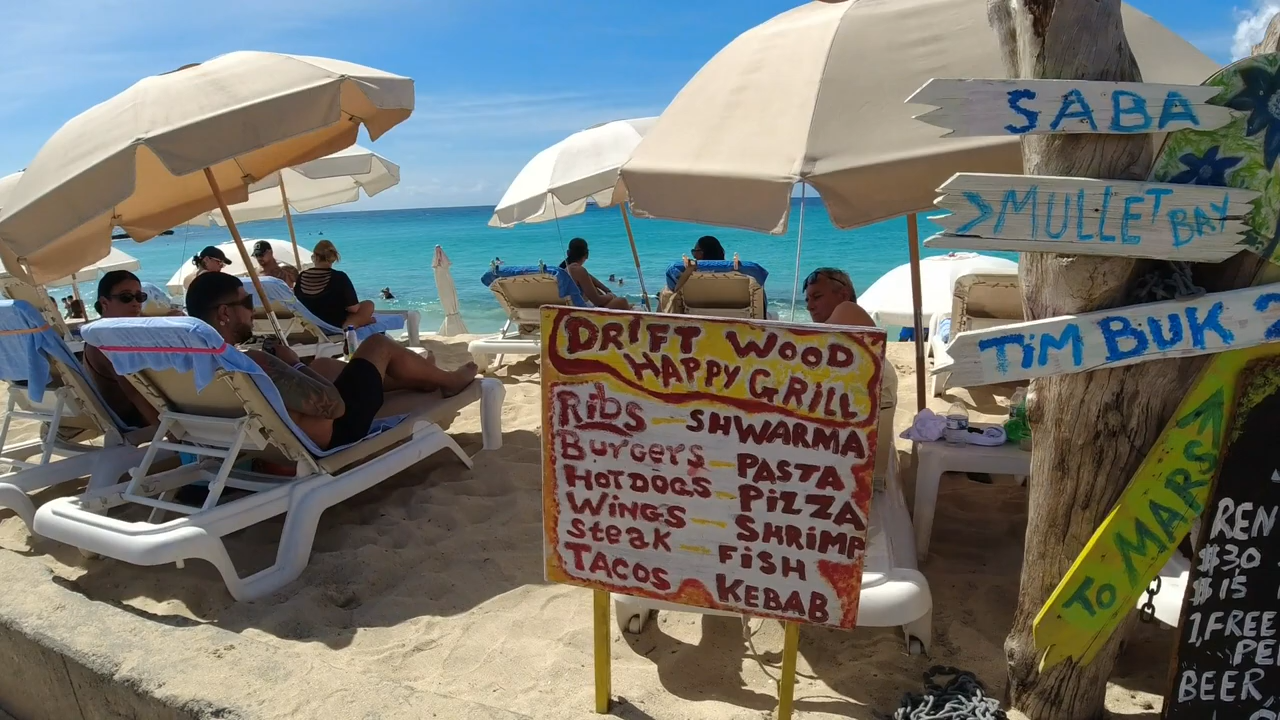 DRIFT WOOD
HAPPY GRILL
Ribs - SHWARMA
Burgers - PASTA
HOTDOGS - PiZZA
WiNGS - SHRiMP
Steak - FiSH
TACOS KEBAB
SABA
>MULLET BAY
TiM BUK 2
To MARS
REN
$30
$15
1, FREE
PE
BEER